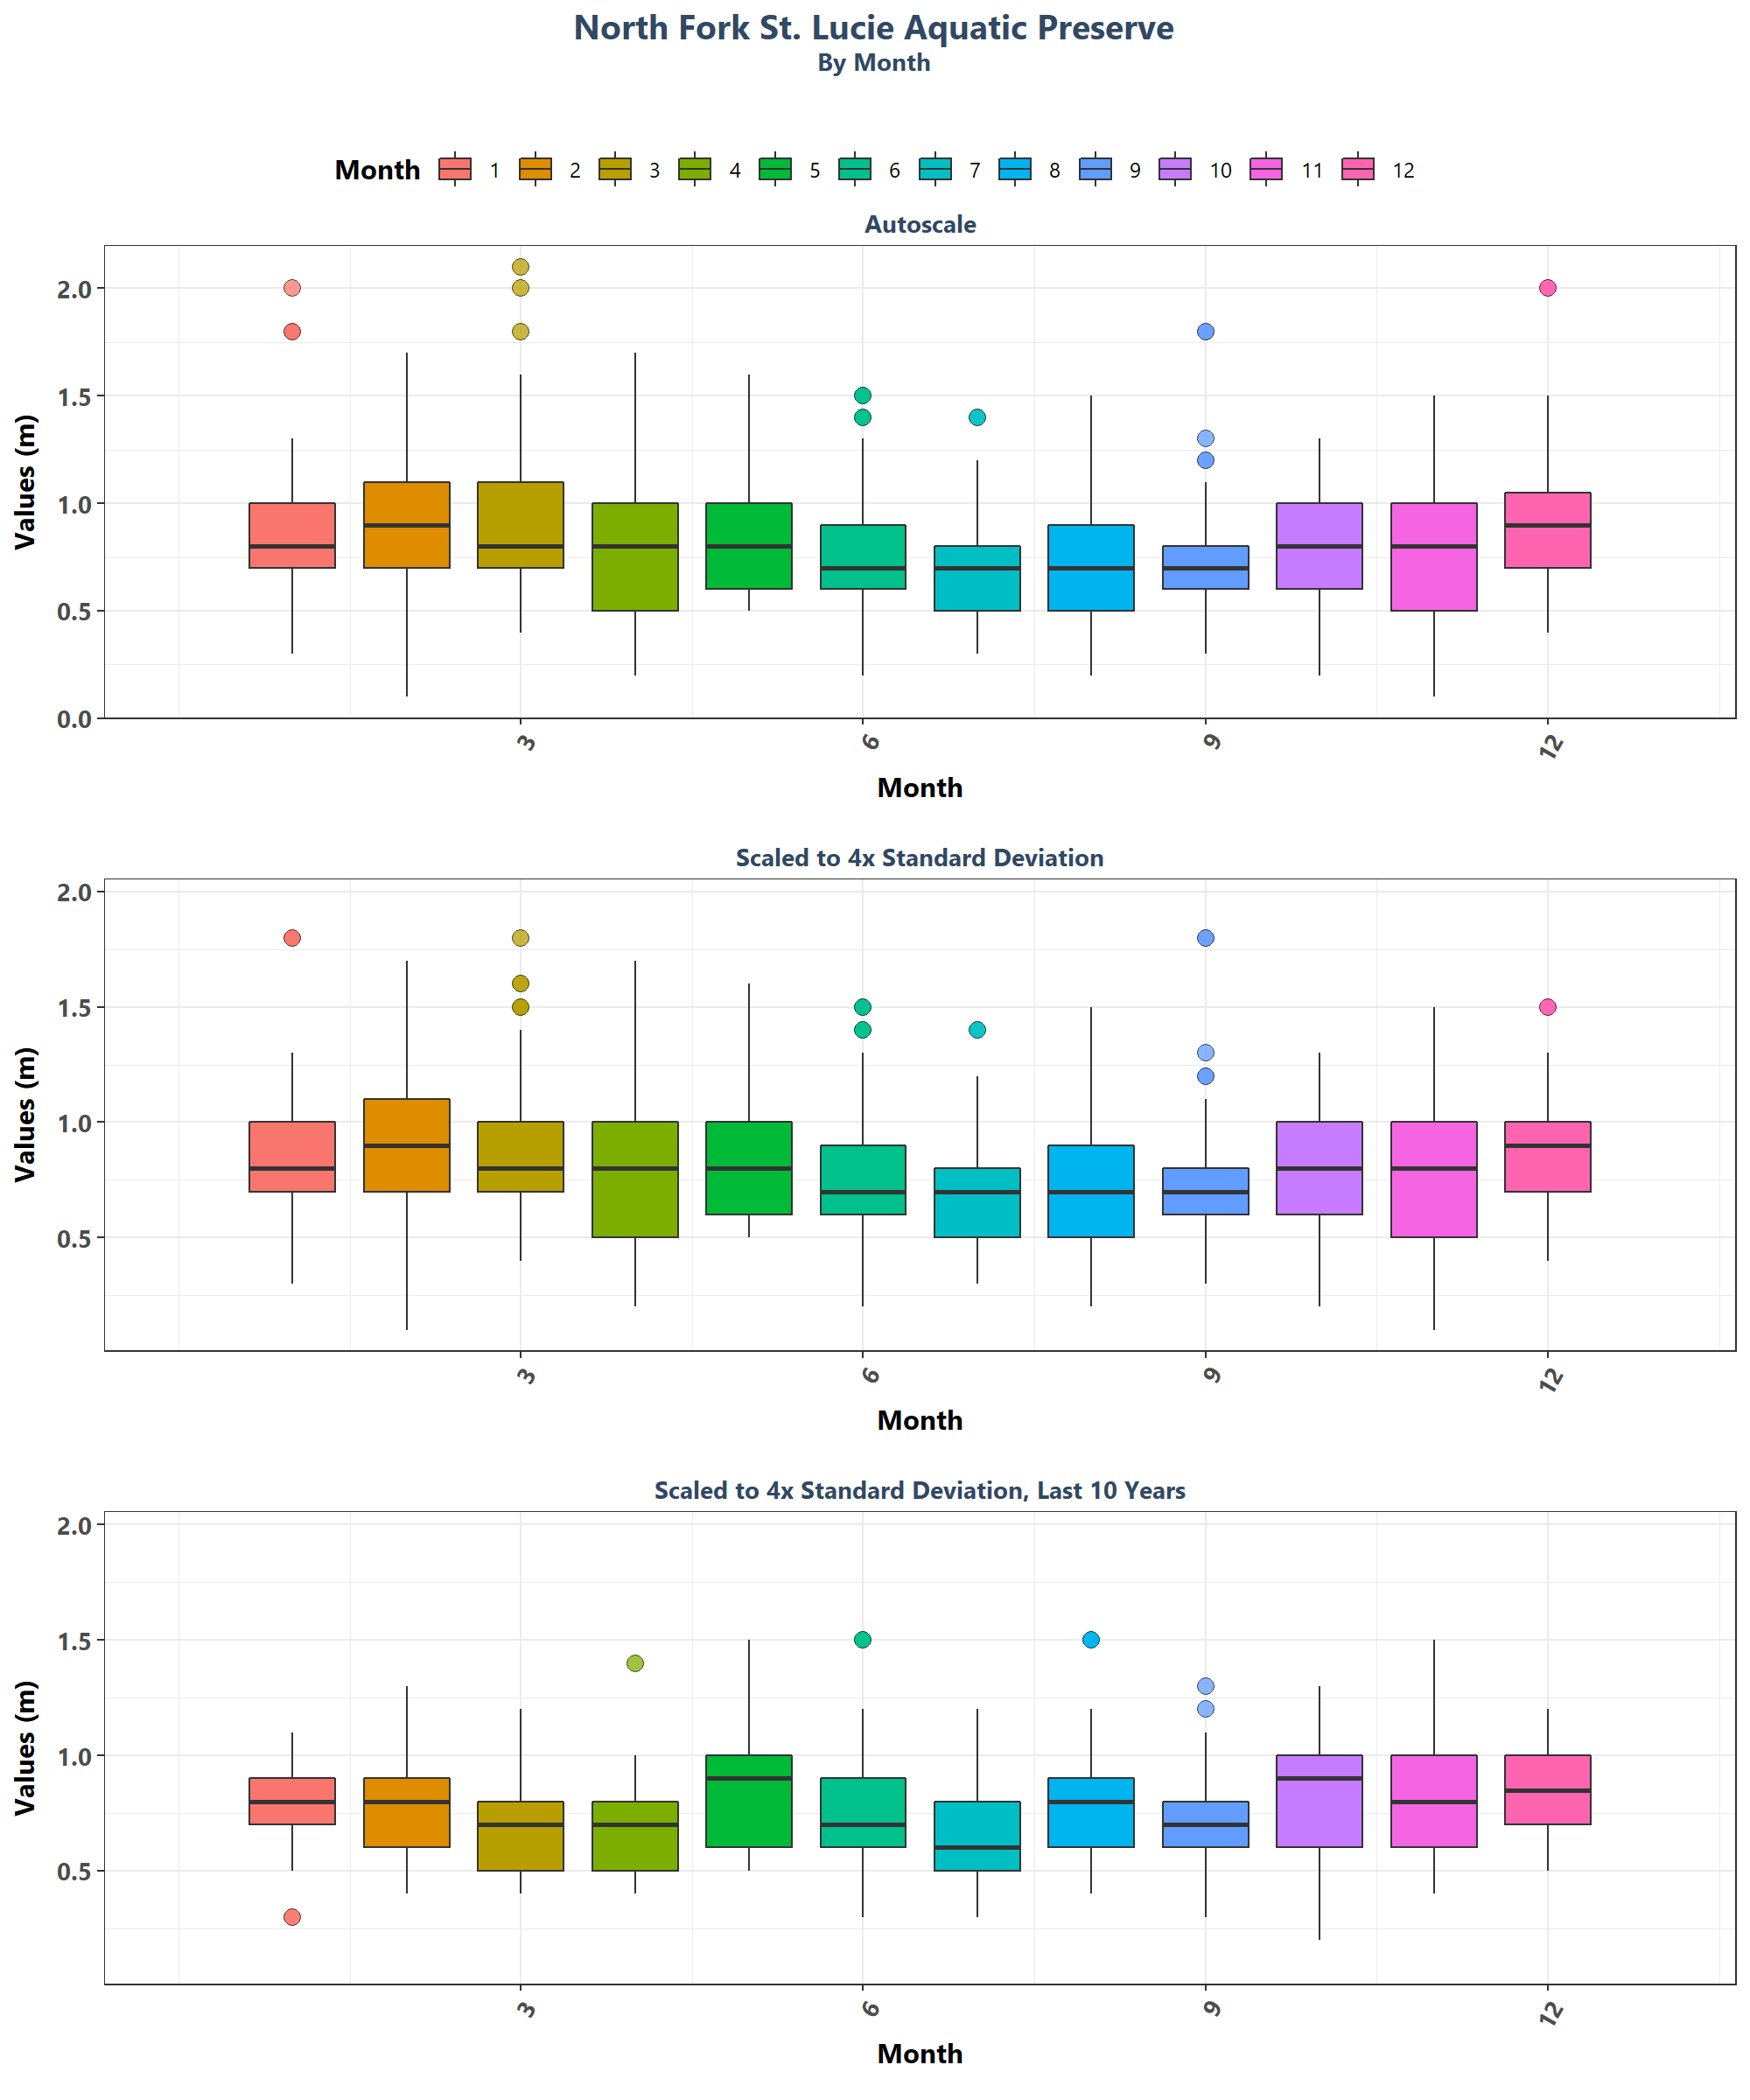 North Fork St. Lucie Aquatic Preserve
By Month
Month 1 2 3 4 5 6 7 8 9 10 11 12
Autoscale
2.0
1.5
1.0
0.5
0.0
Values (m)
3 6 9 12
Month
Scaled to 4x Standard Deviation
2.0
1.5
1.0
0.5
Values (m)
3 6 9 12
Month
Scaled to 4x Standard Deviation, Last 10 Years
2.0
1.5
1.0
0.5
Values (m)
3 6 9 12
Month